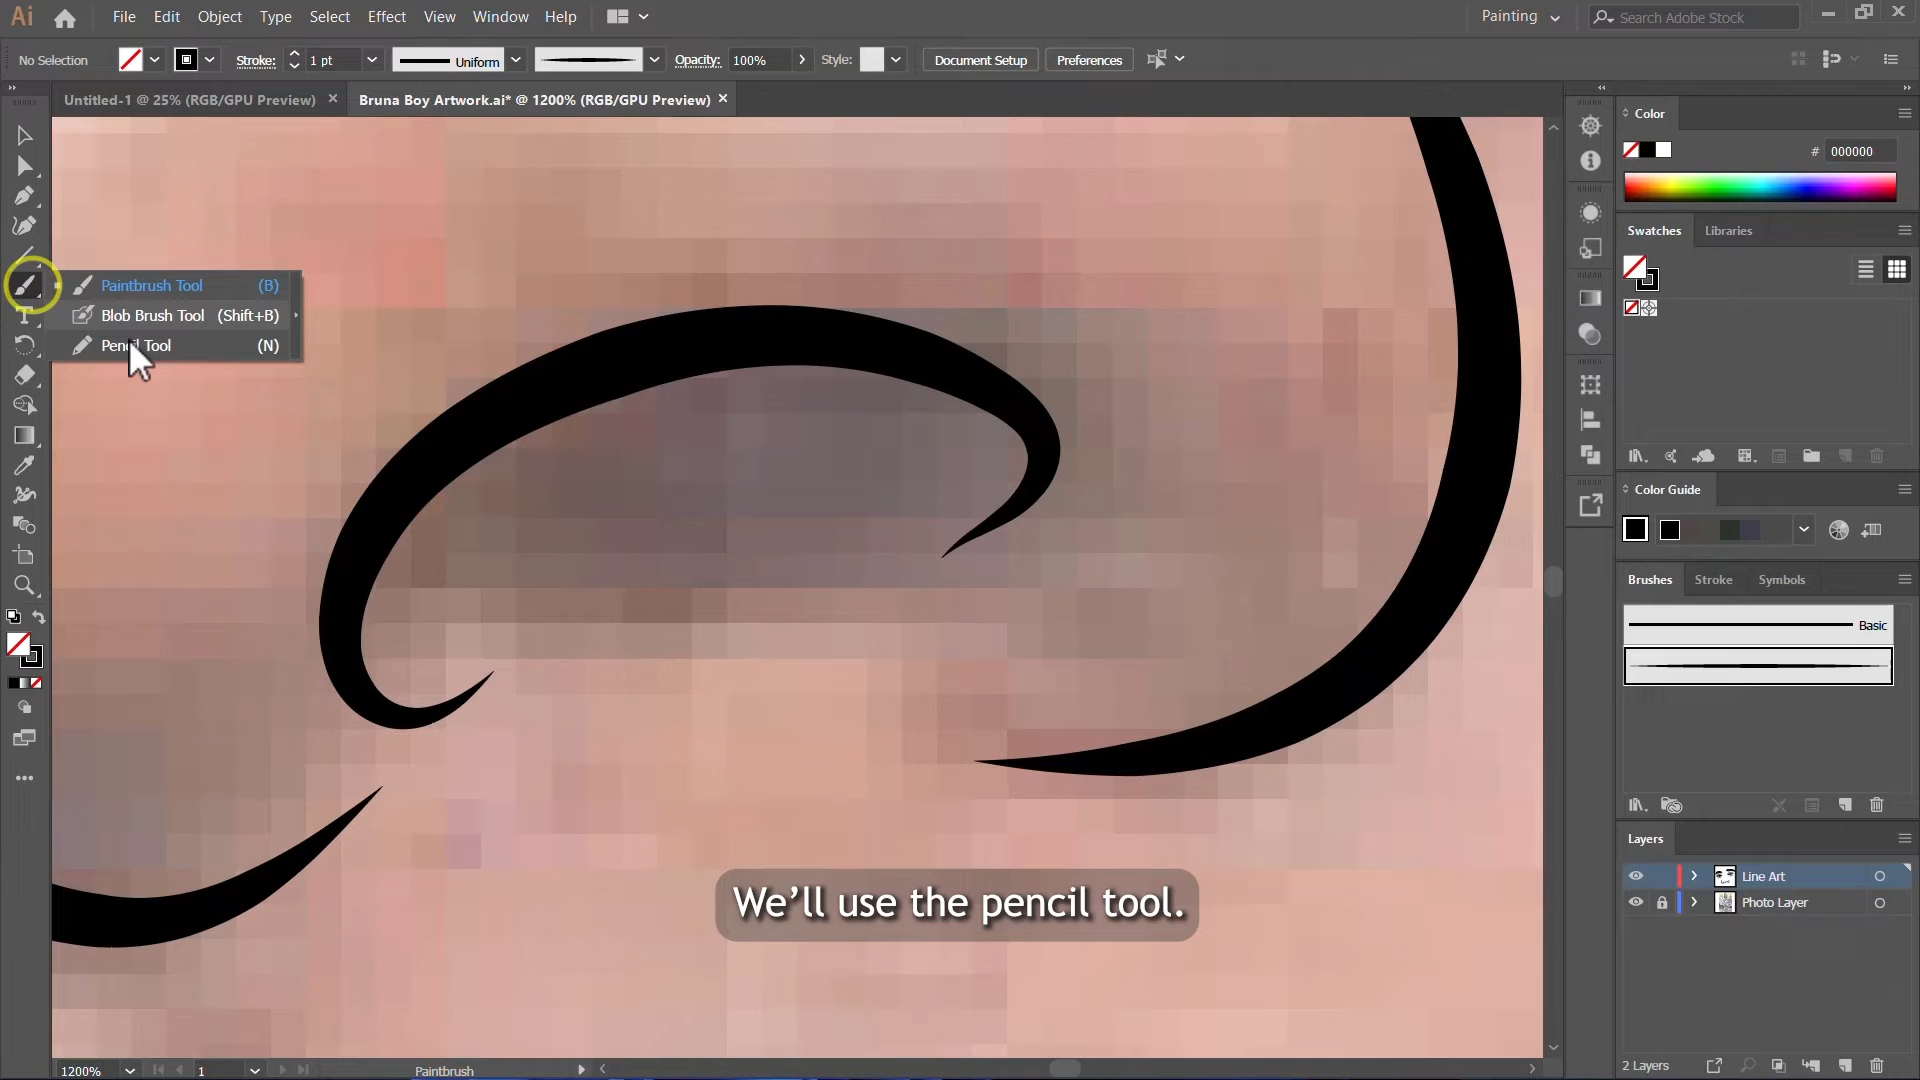 Ai File Edit Object Type Select Effect View Window Help Painting Search Adobe Stock
No Selection Stroke: 1 pt Uniform Opacity: 100% Style: Document Setup Preferences
Untitled-1 @ 25% (RGB/GPU Preview) × Bruna Boy Artwork.ai* @ 1200% (RGB/GPU Preview) ×
Color
# 000000
Swatches Libraries
Paintbrush Tool (B)
Blob Brush Tool (Shift+B)
Pencil Tool (N)
Color Guide
Brushes Stroke Symbols
Basic
Layers
Line Art
Photo Layer
We'll use the pencil tool.
2 Layers
1200% 1 Paintbrush